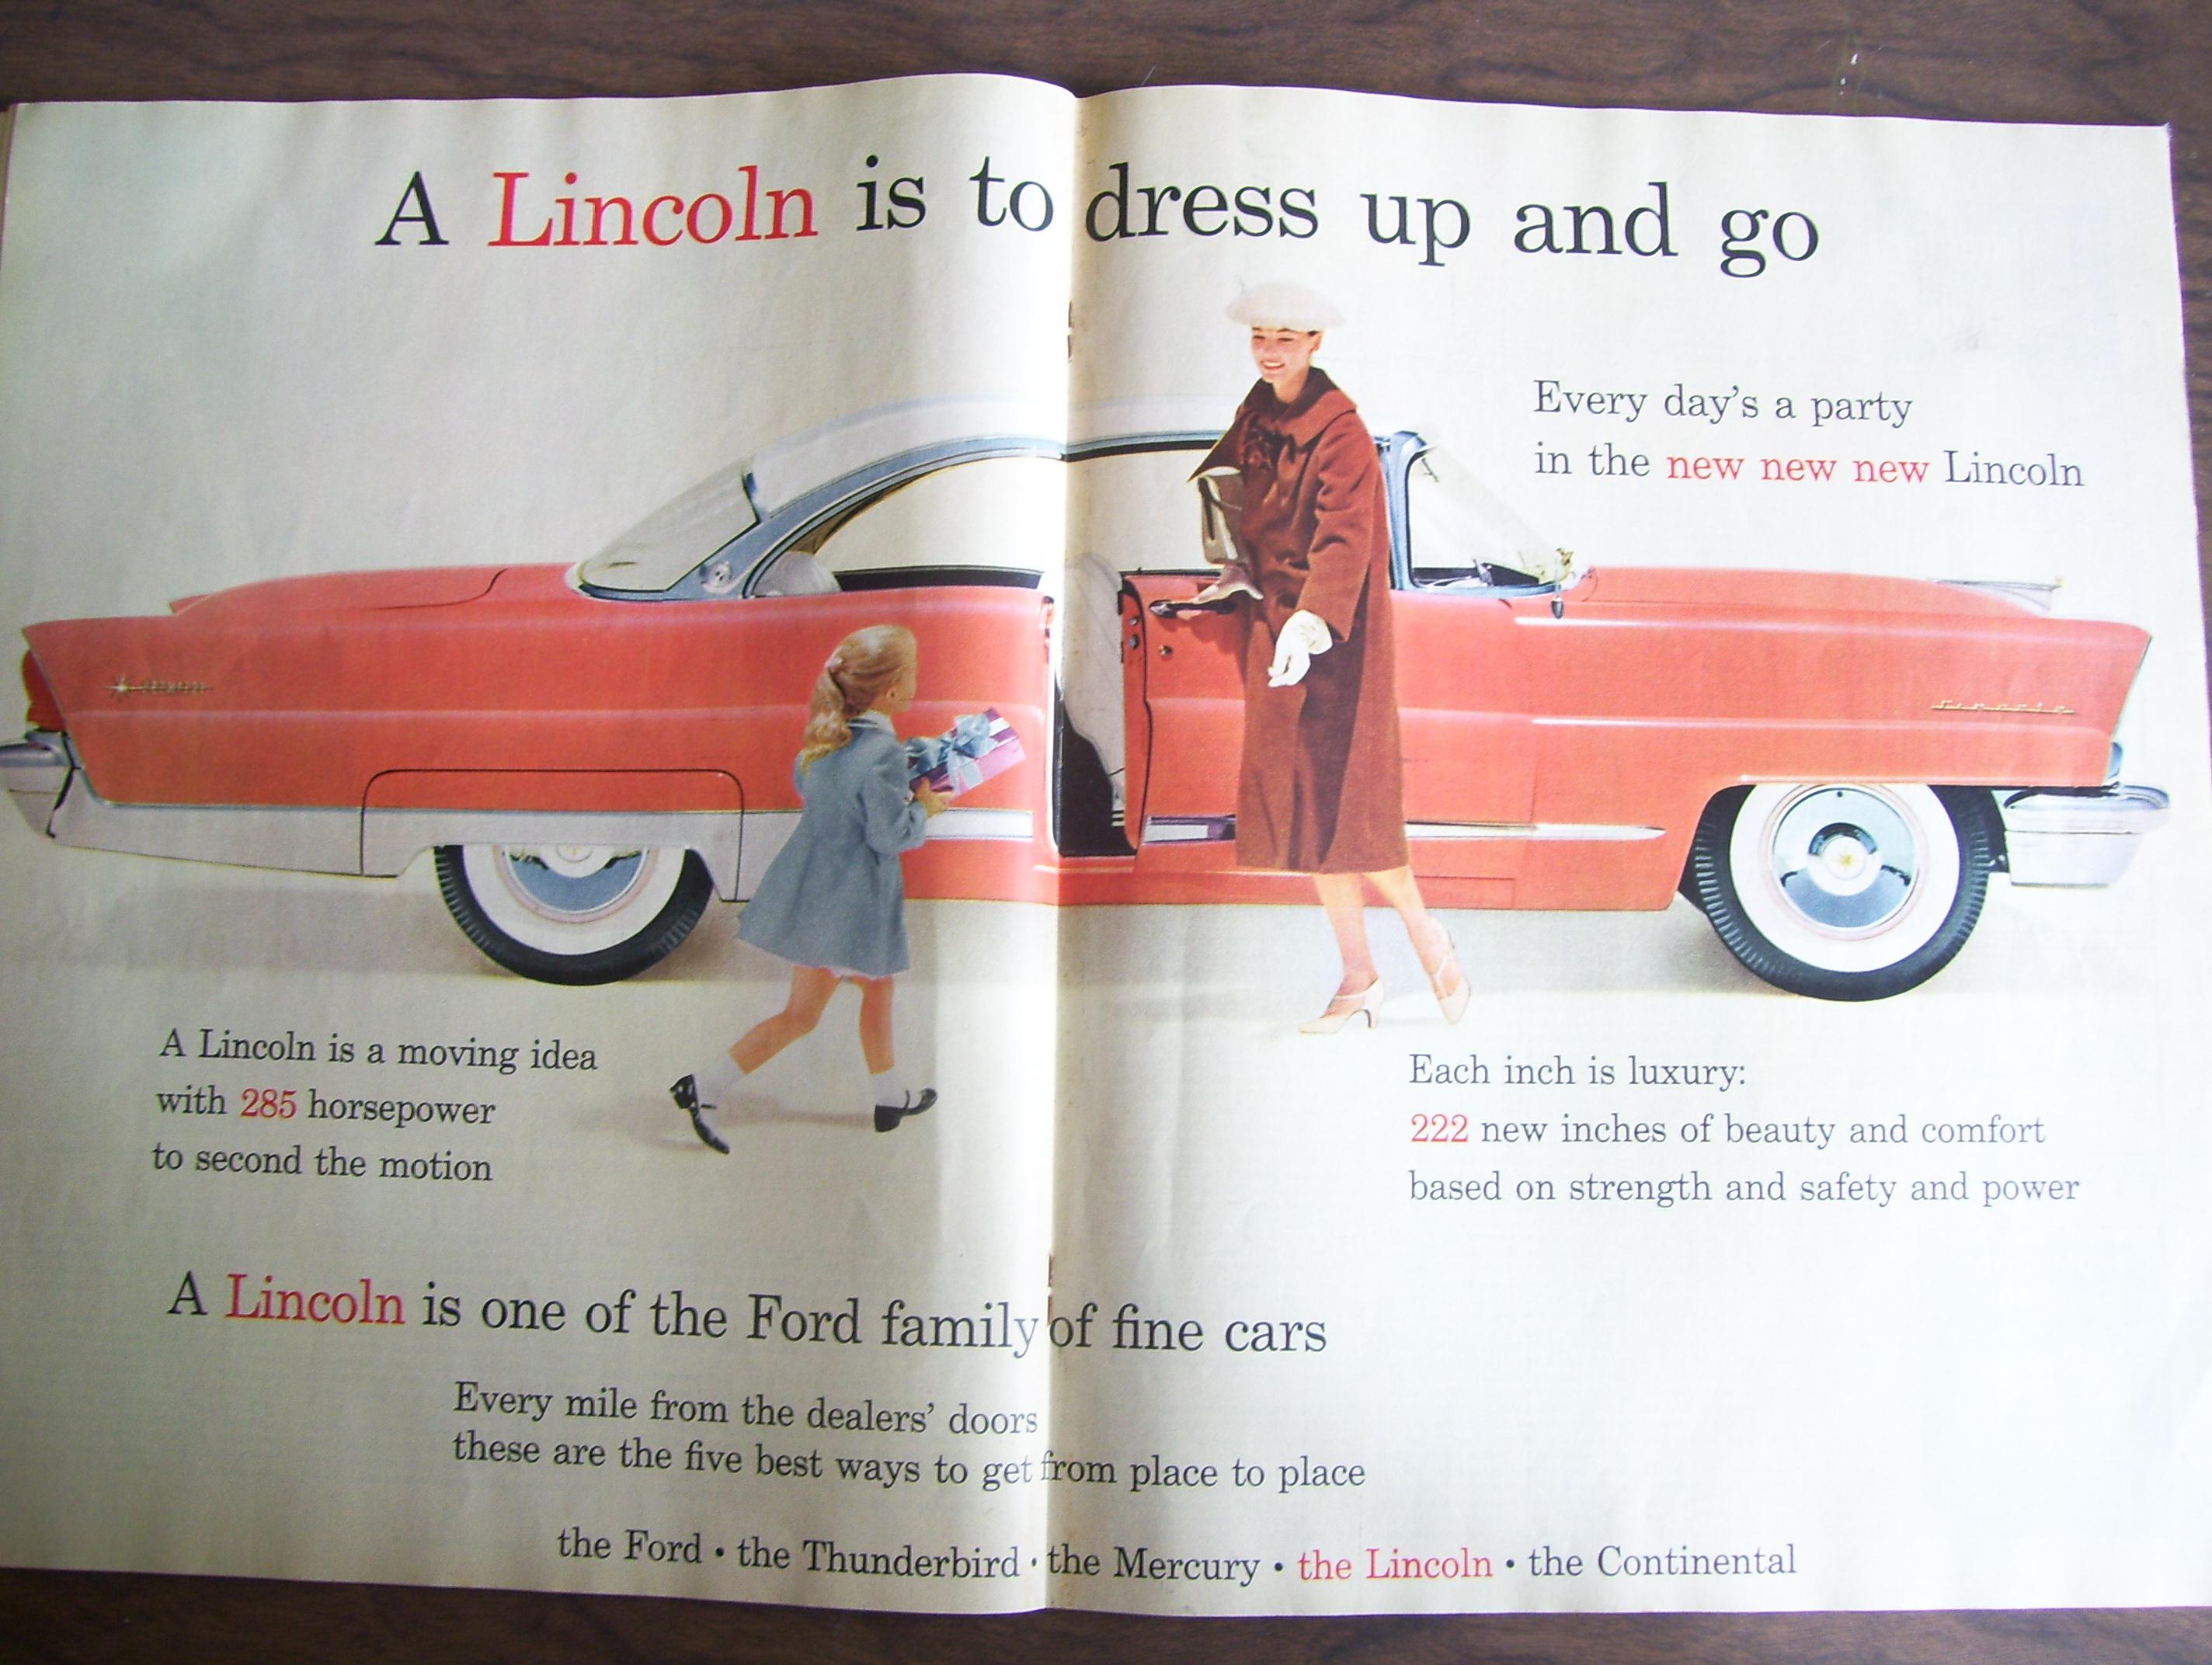 A Lincoln is to dress up and go
Every day's a party
in the new new new Lincoln
Lincoln
A Lincoln is a moving idea
with 285 horsepower
to second the motion
Each inch is luxury:
222 new inches of beauty and comfort
based on strength and safety and power
A Lincoln is one of the Ford family of fine cars
Every mile from the dealers' doors
these are the five best ways to get from place to place
the Ford • the Thunderbird • the Mercury • the Lincoln • the Continental